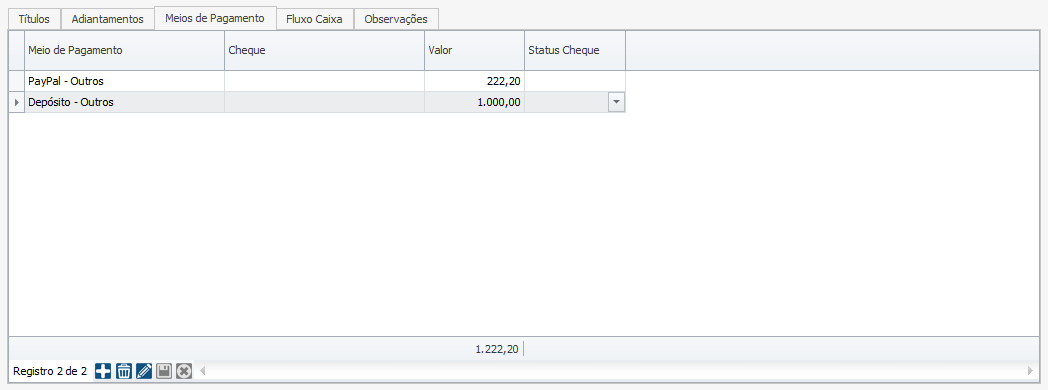 Títulos Adiantamentos Meios de Pagamento Fluxo Caixa Observações
Meio de Pagamento Cheque Valor Status Cheque
PayPal - Outros 222,20
Depósito - Outros 1.000,00
1.222,20
Registro 2 de 2